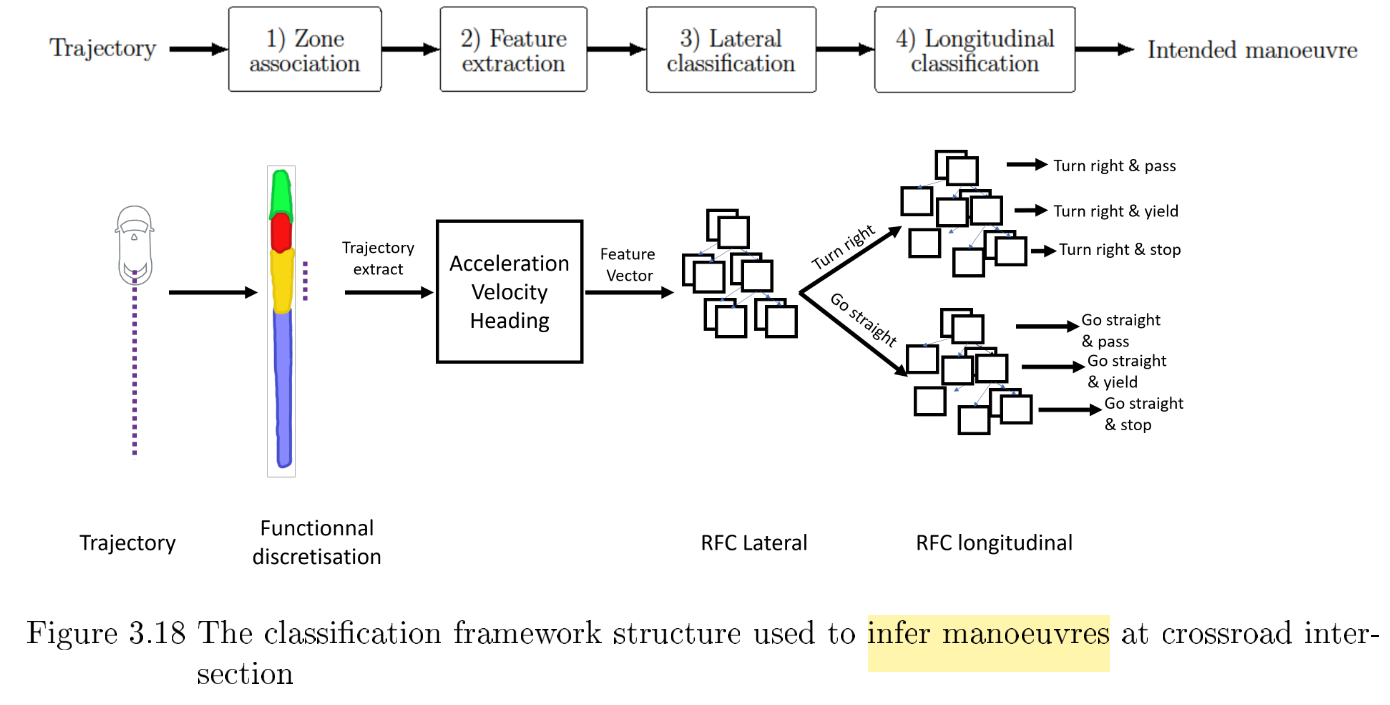 Trajectory
1) Zone
association
2) Feature
extraction
3) Lateral
classification
4) Longitudinal
classification
Intended manoeuvre
Trajectory
extract
Acceleration
Velocity
Heading
Feature
Vector
Turn right
Go straight
Turn right & pass
Turn right & yield
Turn right & stop
Go straight
& pass
Go straight
& yield
Go straight
& stop
Trajectory
Functionnal
discretisation
RFC Lateral
RFC longitudinal
Figure 3.18 The classification framework structure used to infer manoeuvres at crossroad inter-
section